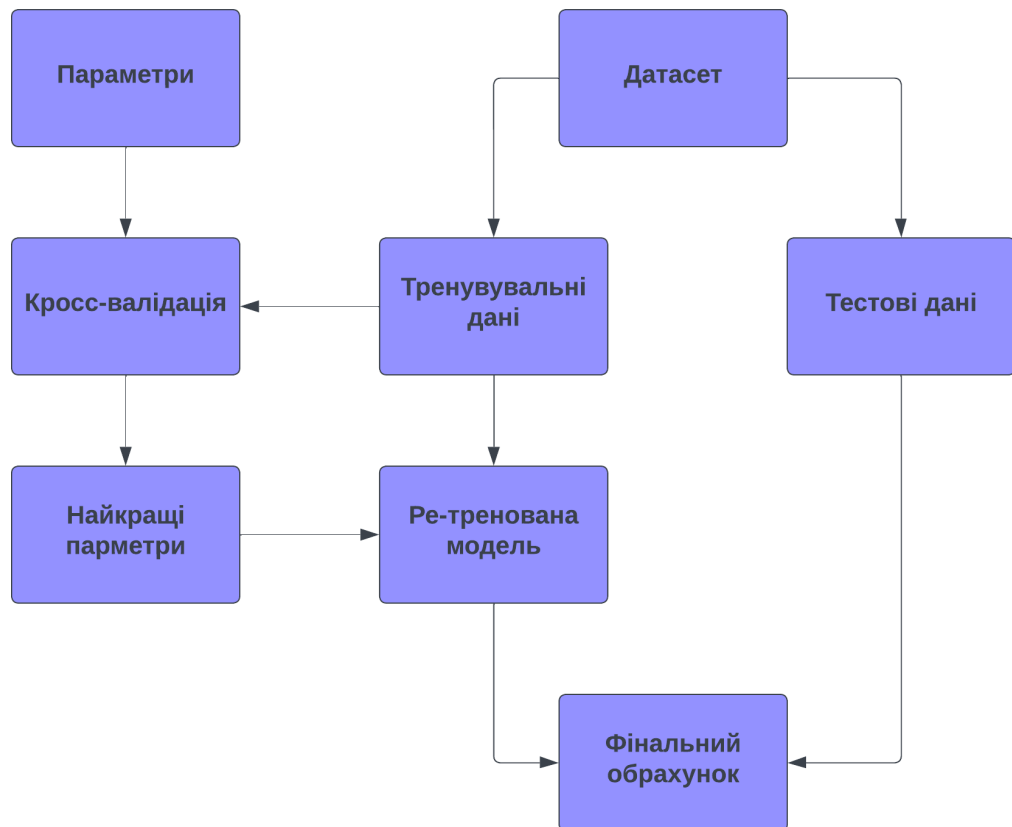 Параметри
Датасет
Кросс-валідація
Тренувувальні
дані
Тестові дані
Найкращі
парметри
Ре-тренована
модель
Фінальний
обрахунок